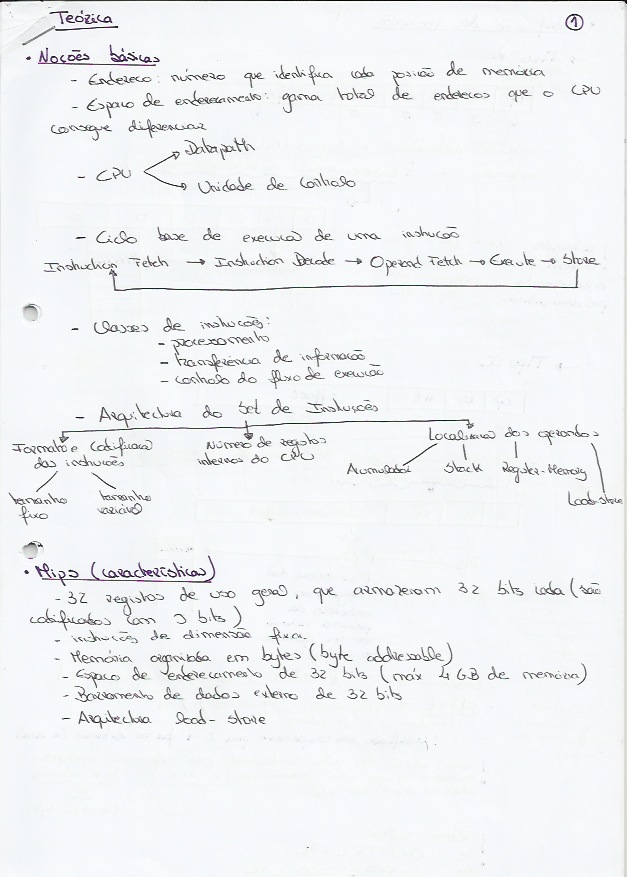 Teórica
1
• Noções básicas
- Endereço: número que identifica cada posição de memória
- Espaço de endereçamento: gama total de endereços que o CPU
consegue diferenciar
Datapath
- CPU
Unidade de controlo
- Ciclo base de execução de uma instrução
Instruction Fetch → Instruction Decode → Operand Fetch → Execute → Store
- Classes de instruções:
- processamento
- transferência de informação
- controlo do fluxo de execução
- Arquitectura do Set de Instruções
Formato e codificação das instruções
Número de registos internos do CPU
Localização dos operandos
tamanho fixo
tamanho variável
Acumulador
Stack
Register-Memory
Load-store
• Mips (características)
- 32 registos de uso geral, que armazenam 32 bits cada (são
codificados com 5 bits)
- instruções de dimensão fixa.
- Memória organizada em bytes (byte addressable)
- Espaço de endereçamento de 32 bits (máx 4 GB de memória)
- Barramento de dados externo de 32 bits
- Arquitectura load-store